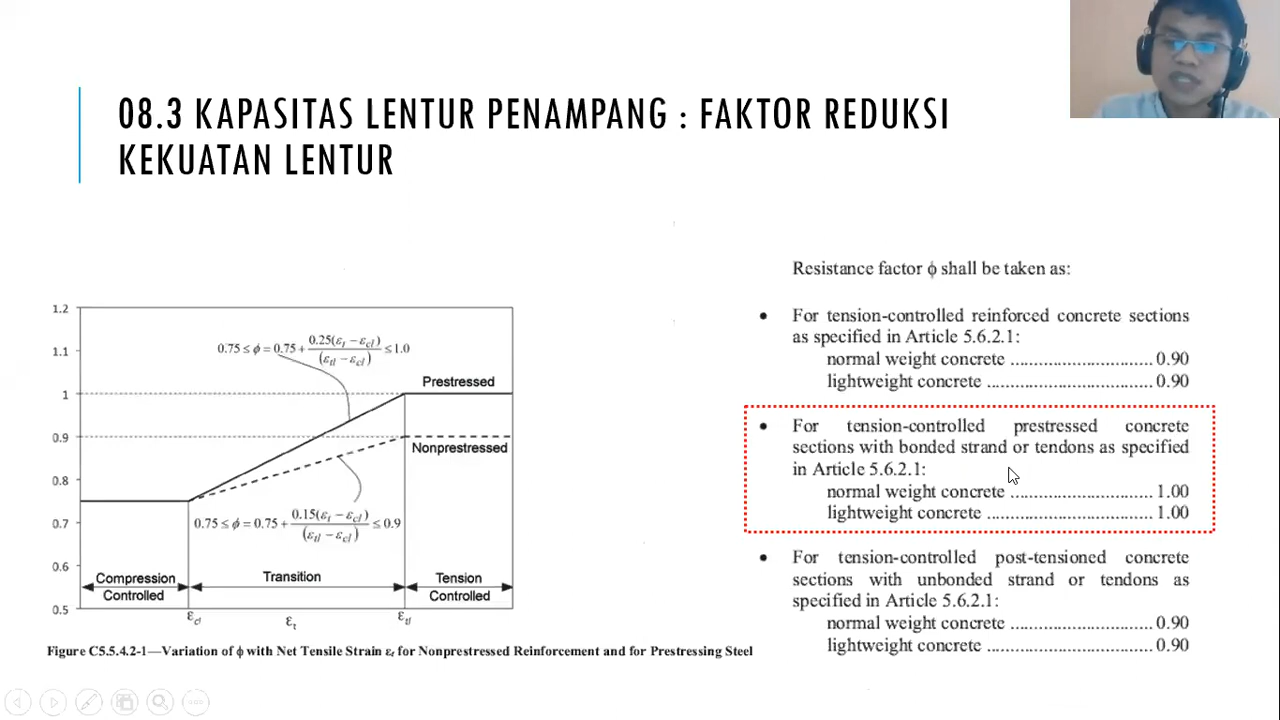 08.3 KAPASITAS LENTUR PENAMPANG : FAKTOR REDUKSI
KEKUATAN LENTUR
1.2
1.1
1
0.9
0.8
0.7
0.6
0.5
0.75 ≤ ϕ = 0.75 + 0.25(εt − εcl) / (εtl − εcl) ≤ 1.0
Prestressed
Nonprestressed
0.75 ≤ ϕ = 0.75 + 0.15(εt − εcl) / (εtl − εcl) ≤ 0.9
Compression
Controlled
Transition
Tension
Controlled
εcl
εt
εtl
Figure C5.5.4.2-1—Variation of ϕ with Net Tensile Strain εt for Nonprestressed Reinforcement and for Prestressing Steel
Resistance factor ϕ shall be taken as:
• For tension-controlled reinforced concrete sections
as specified in Article 5.6.2.1:
normal weight concrete ................................ 0.90
lightweight concrete .................................... 0.90
• For tension-controlled prestressed concrete
sections with bonded strand or tendons as specified
in Article 5.6.2.1:
normal weight concrete ................................ 1.00
lightweight concrete .................................... 1.00
• For tension-controlled post-tensioned concrete
sections with unbonded strand or tendons as
specified in Article 5.6.2.1:
normal weight concrete ................................ 0.90
lightweight concrete .................................... 0.90